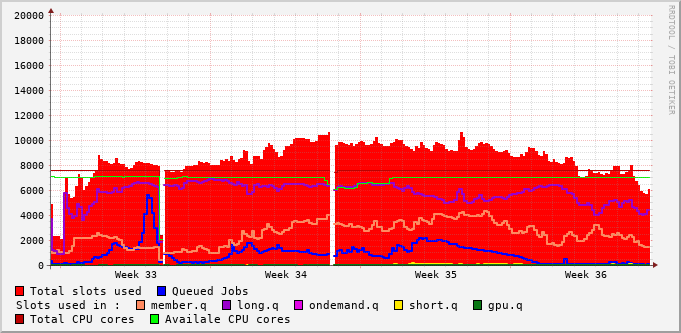 20000
18000
16000
14000
12000
10000
8000
6000
4000
2000
0
Week 33 Week 34 Week 35 Week 36
RRDTOOL / TOBI OETIKER
Total slots used Queued Jobs
Slots used in : member.q long.q ondemand.q short.q gpu.q
Total CPU cores Availale CPU cores